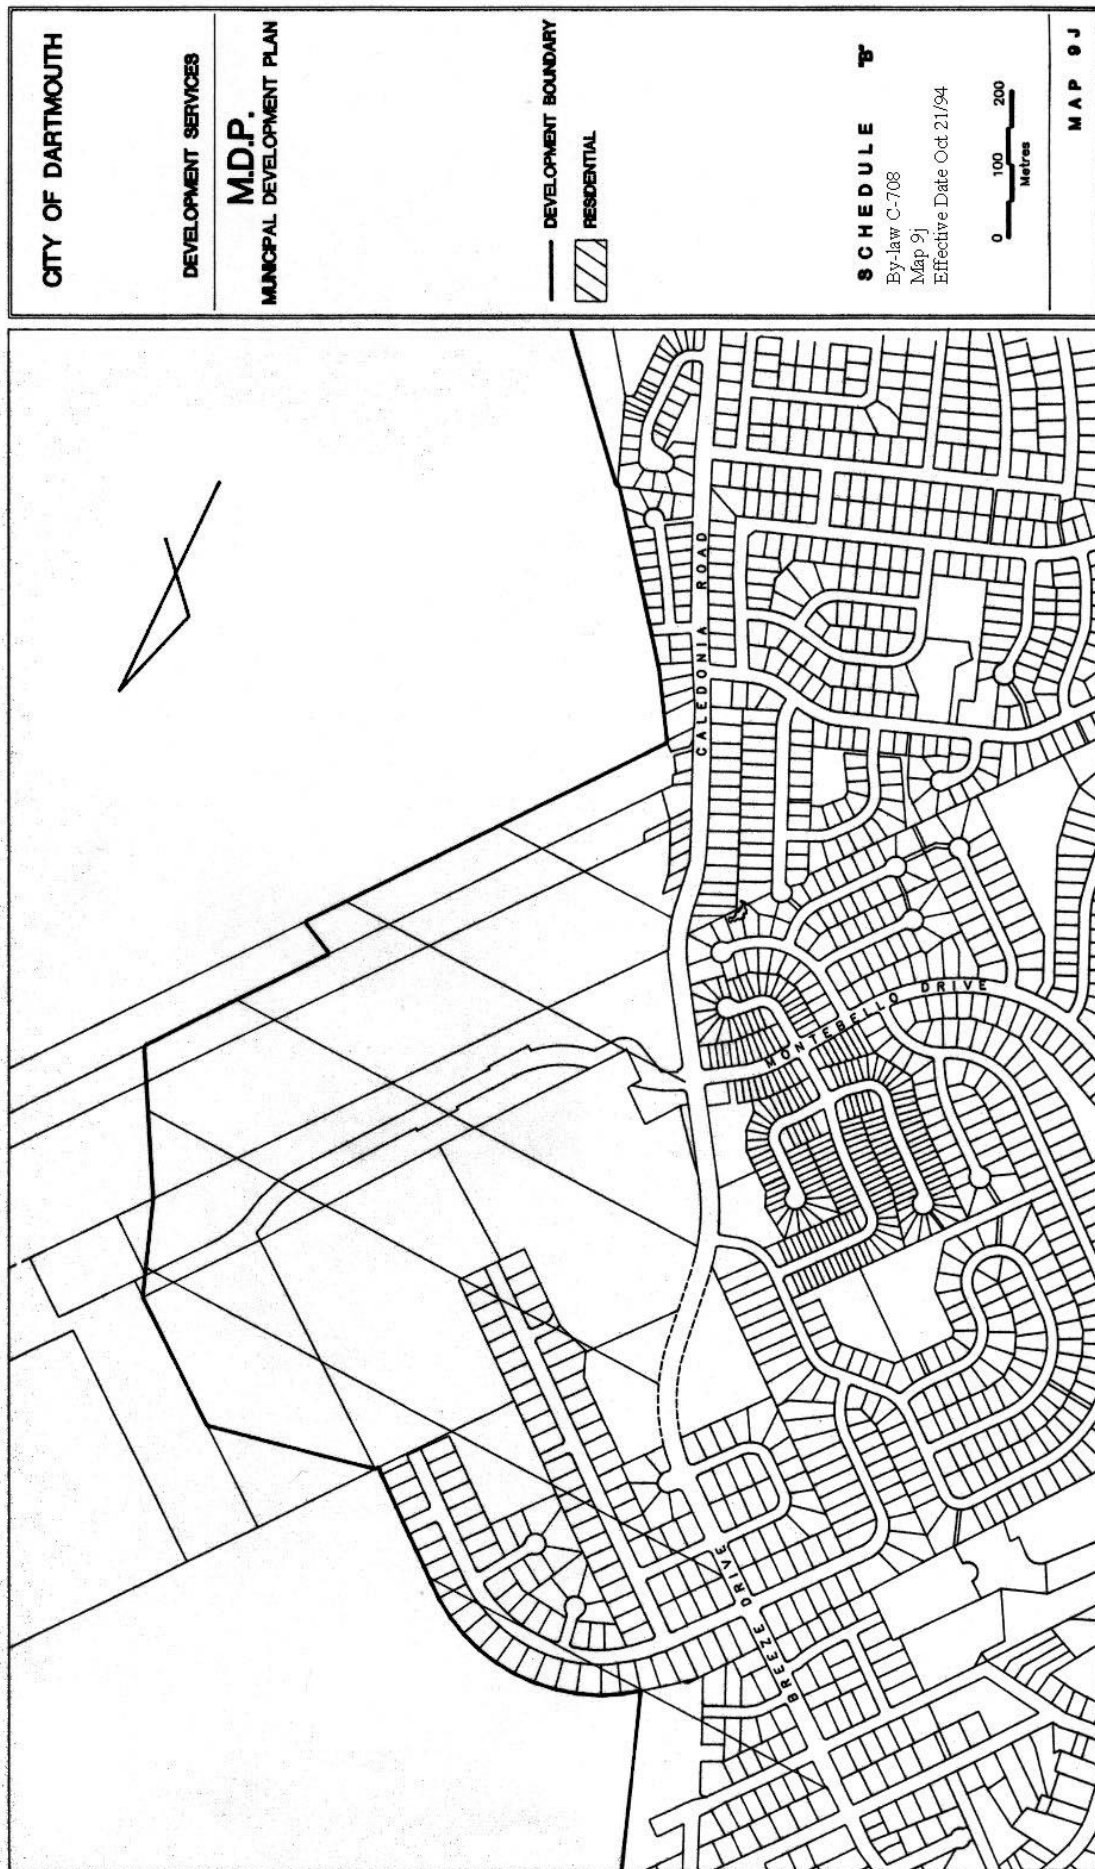 CITY OF DARTMOUTH
DEVELOPMENT SERVICES
M.D.P.
MUNICIPAL DEVELOPMENT PLAN
DEVELOPMENT BOUNDARY
RESIDENTIAL
SCHEDULE "B"
By-law C-708
Map 9j
Effective Date Oct 21/94
0 100 200
Metres
MAP 9J
CALEDONIA ROAD
MONTEBELLO DRIVE
BREEZE DRIVE